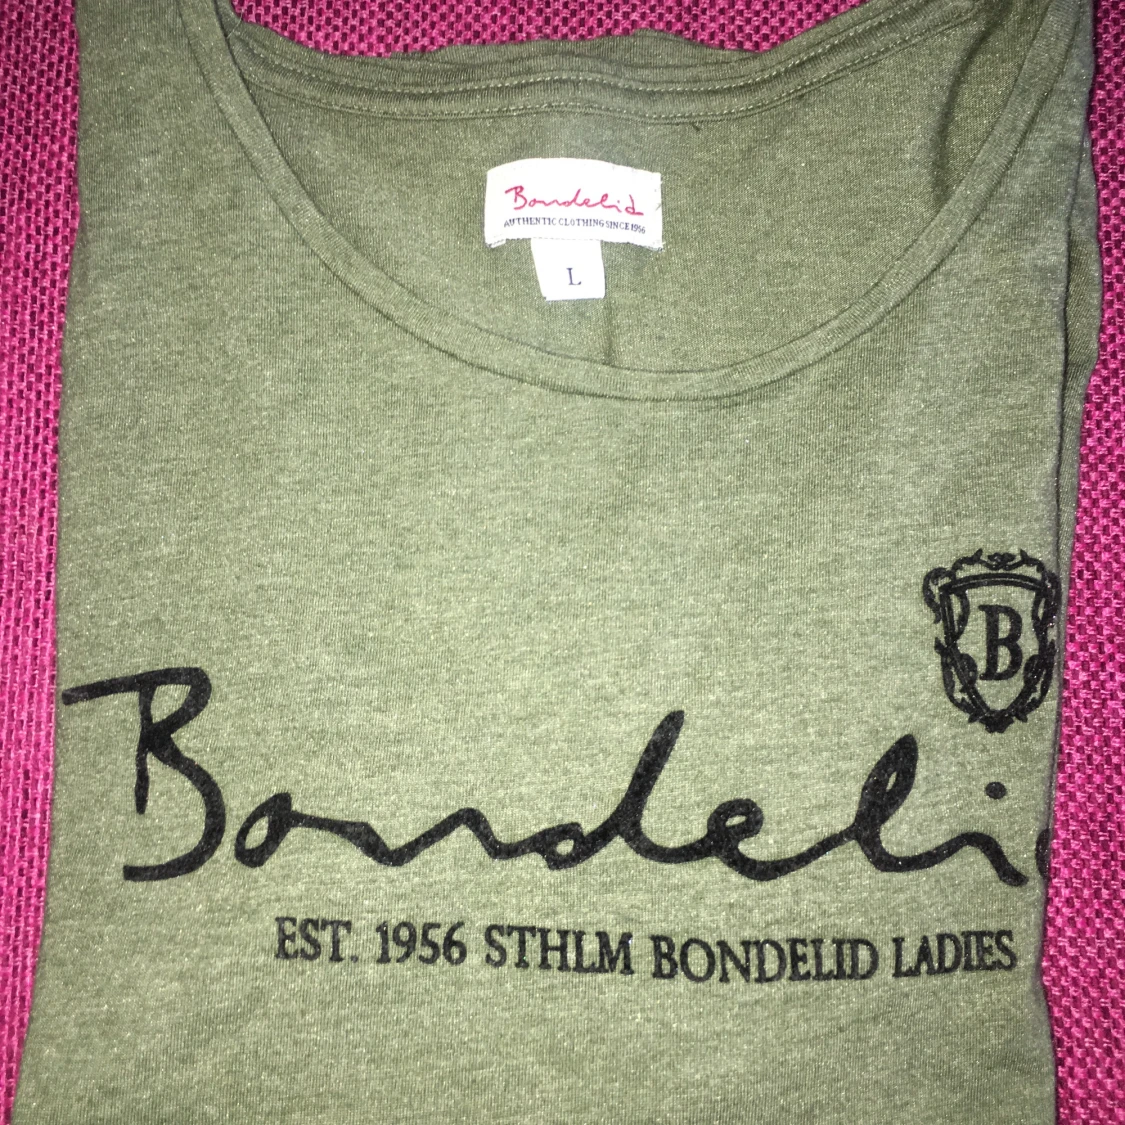 Bondelid
AUTHENTIC CLOTHING SINCE 1956
L
B
Bondelid
EST. 1956 STHLM BONDELID LADIES